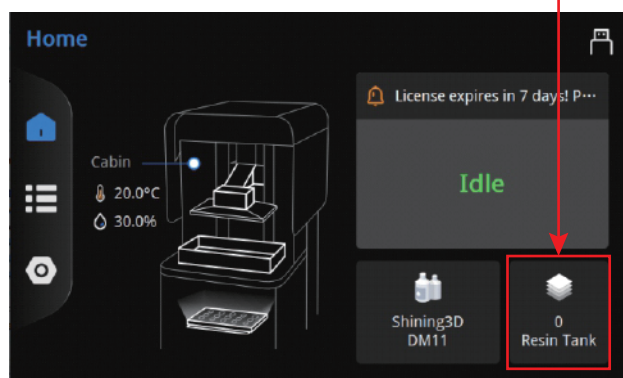 Home
License expires in 7 days! P···
Cabin
20.0°C
30.0%
Idle
Shining3D
DM11
0
Resin Tank